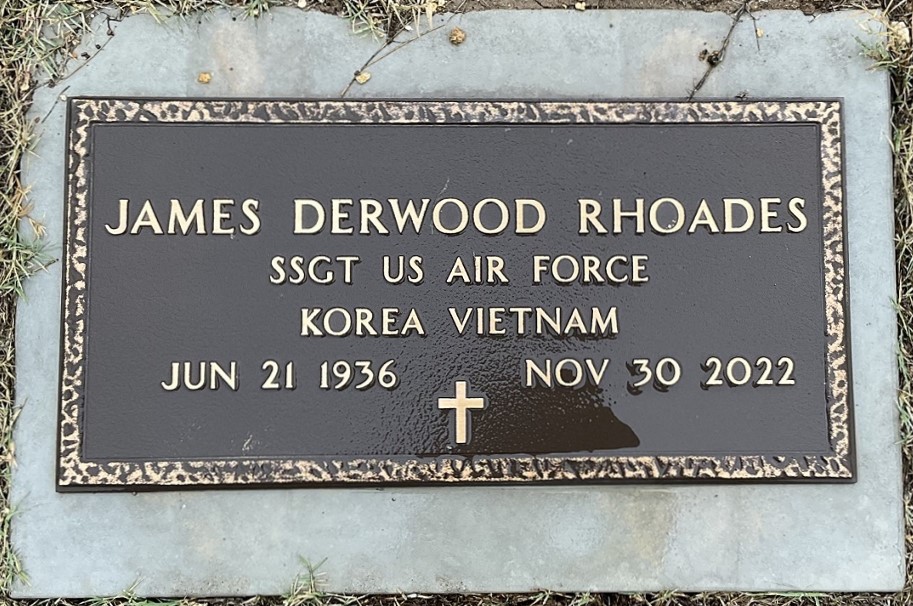 JAMES DERWOOD RHOADES
SSGT US AIR FORCE
KOREA VIETNAM
JUN 21 1936 NOV 30 2022